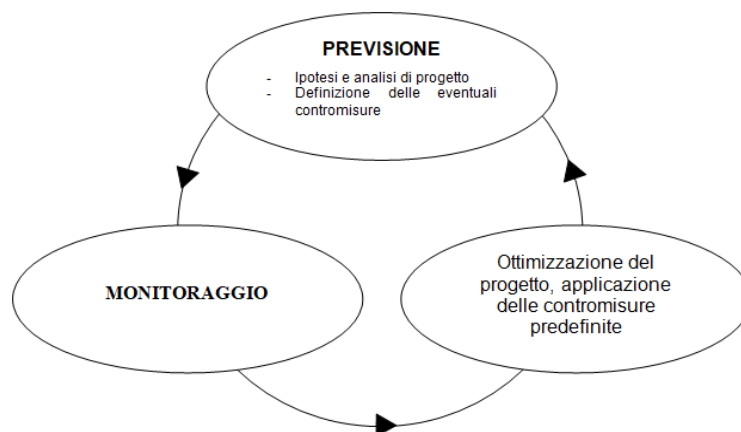 PREVISIONE
- Ipotesi e analisi di progetto
- Definizione delle eventuali
contromisure
MONITORAGGIO
Ottimizzazione del
progetto, applicazione
delle contromisure
predefinite